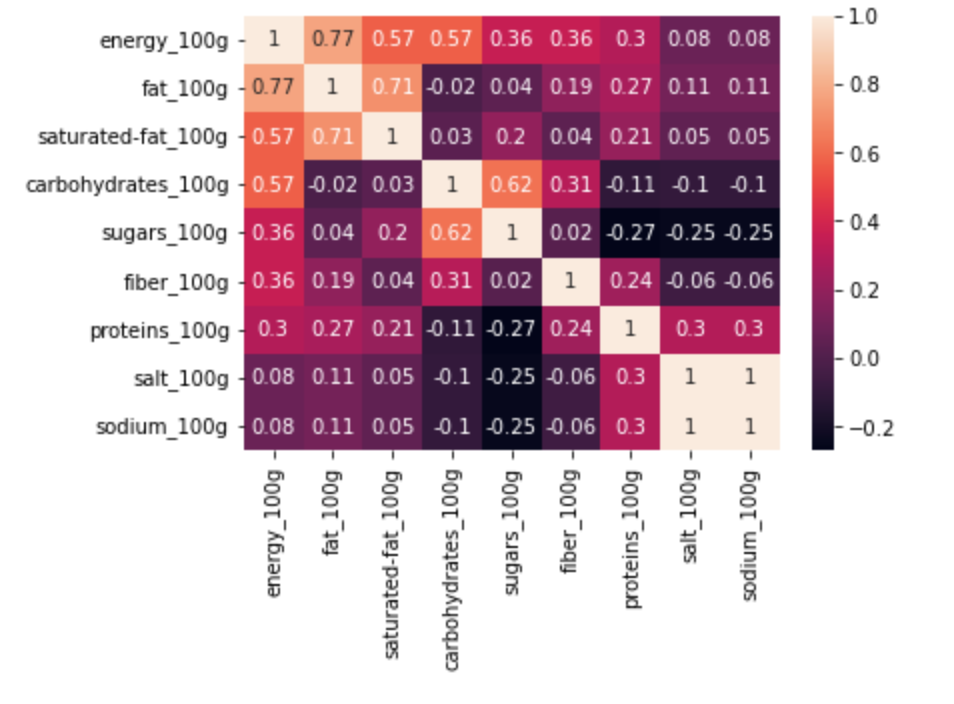 energy_100g 1 0.77 0.57 0.57 0.36 0.36 0.3 0.08 0.08
fat_100g 0.77 1 0.71 -0.02 0.04 0.19 0.27 0.11 0.11
saturated-fat_100g 0.57 0.71 1 0.03 0.2 0.04 0.21 0.05 0.05
carbohydrates_100g 0.57 -0.02 0.03 1 0.62 0.31 -0.11 -0.1 -0.1
sugars_100g 0.36 0.04 0.2 0.62 1 0.02 -0.27 -0.25 -0.25
fiber_100g 0.36 0.19 0.04 0.31 0.02 1 0.24 -0.06 -0.06
proteins_100g 0.3 0.27 0.21 -0.11 -0.27 0.24 1 0.3 0.3
salt_100g 0.08 0.11 0.05 -0.1 -0.25 -0.06 0.3 1 1
sodium_100g 0.08 0.11 0.05 -0.1 -0.25 -0.06 0.3 1 1
energy_100g
fat_100g
saturated-fat_100g
carbohydrates_100g
sugars_100g
fiber_100g
proteins_100g
salt_100g
sodium_100g
1.0
0.8
0.6
0.4
0.2
0.0
−0.2